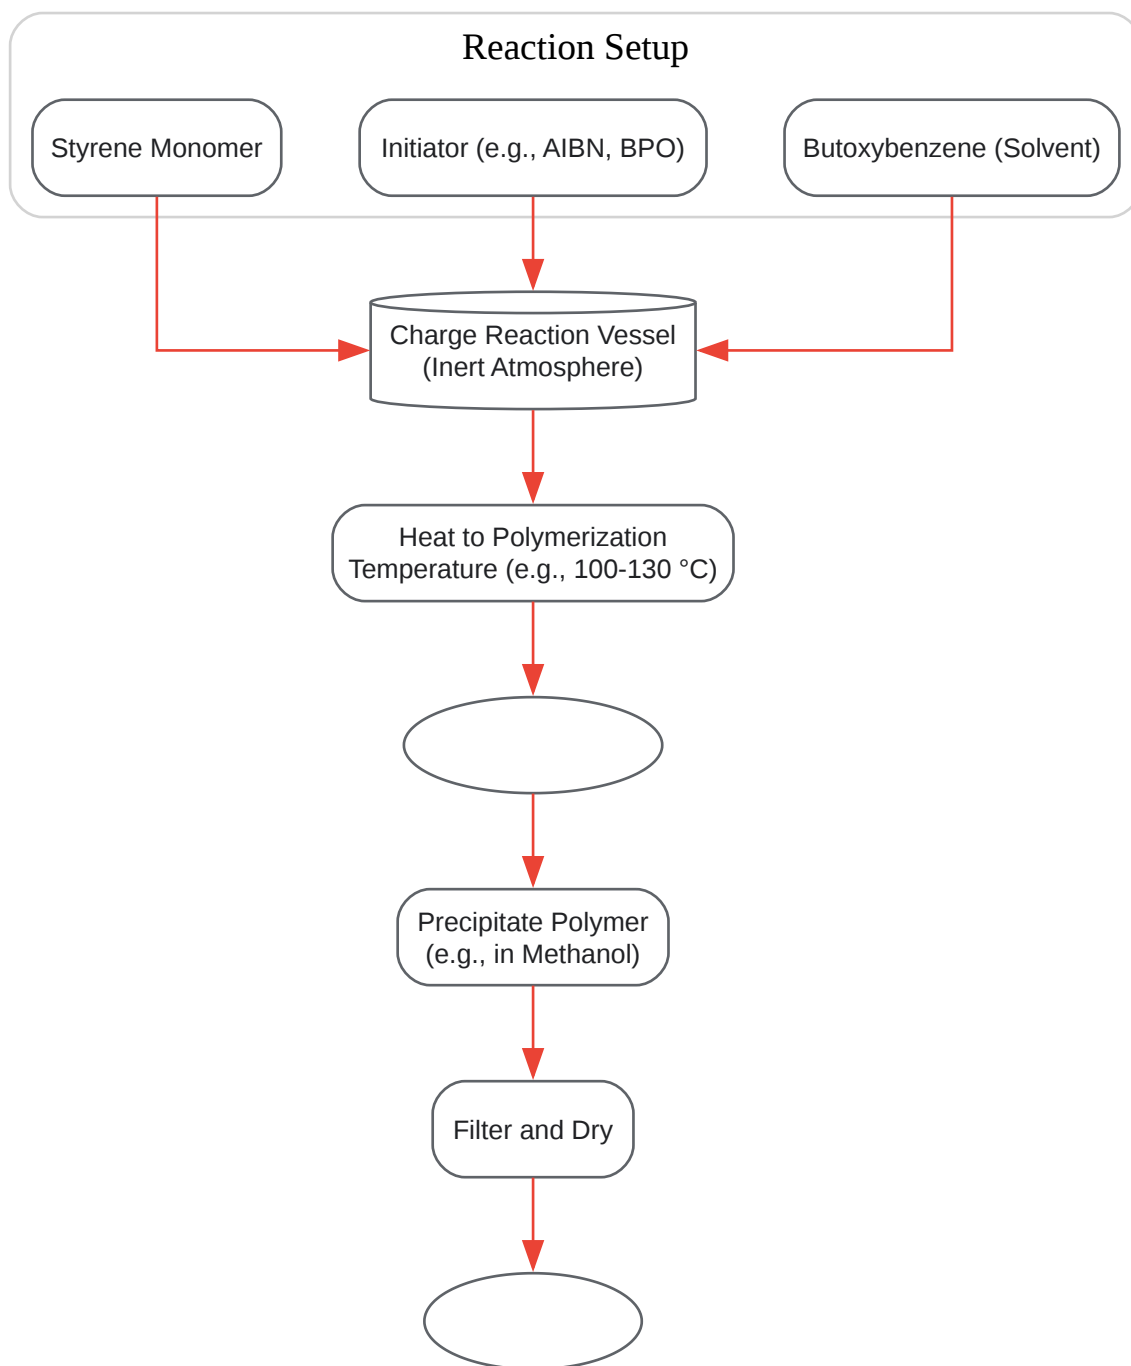 Reaction Setup
Styrene Monomer
Initiator (e.g., AIBN, BPO)
Butoxybenzene (Solvent)
Charge Reaction Vessel
(Inert Atmosphere)
Heat to Polymerization
Temperature (e.g., 100-130 °C)
Precipitate Polymer
(e.g., in Methanol)
Filter and Dry